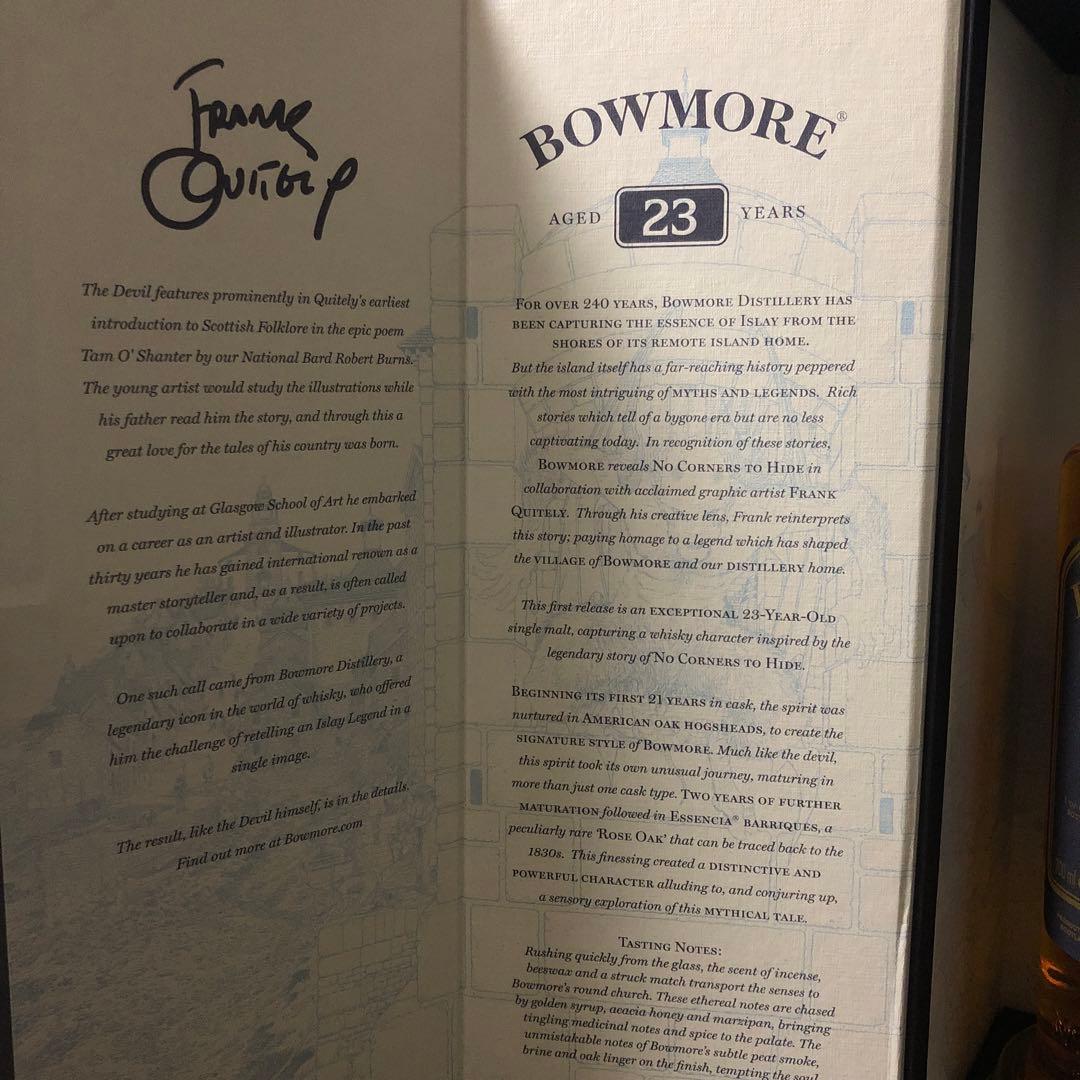 FRANK
QUITELY
The Devil features prominently in Quitely's earliest
introduction to Scottish Folklore in the epic poem
Tam O' Shanter by our National Bard Robert Burns.
The young artist would study the illustrations while
his father read him the story, and through this a
great love for the tales of his country was born.
After studying at Glasgow School of Art he embarked
on a career as an artist and illustrator. In the past
thirty years he has gained international renown as a
master storyteller and, as a result, is often called
upon to collaborate in a wide variety of projects.
One such call came from Bowmore Distillery, a
legendary icon in the world of whisky, who offered
him the challenge of retelling an Islay Legend in a
single image.
The result, like the Devil himself, is in the details.
Find out more at Bowmore.com
BOWMORE®
AGED 23 YEARS
FOR OVER 240 YEARS, BOWMORE DISTILLERY HAS
BEEN CAPTURING THE ESSENCE OF ISLAY FROM THE
SHORES OF ITS REMOTE ISLAND HOME.
But the island itself has a far-reaching history peppered
with the most intriguing of MYTHS AND LEGENDS. Rich
stories which tell of a bygone era but are no less
captivating today. In recognition of these stories,
BOWMORE reveals NO CORNERS TO HIDE in
collaboration with acclaimed graphic artist FRANK
QUITELY. Through his creative lens, Frank reinterprets
this story; paying homage to a legend which has shaped
the VILLAGE of BOWMORE and our DISTILLERY home.
This first release is an EXCEPTIONAL 23-YEAR-OLD
single malt, capturing a whisky character inspired by the
legendary story of NO CORNERS TO HIDE.
BEGINNING ITS FIRST 21 YEARS in cask, the spirit was
nurtured in AMERICAN OAK HOGSHEADS, to create the
SIGNATURE STYLE of BOWMORE. Much like the devil,
this spirit took its own unusual journey, maturing in
more than just one cask type. TWO YEARS OF FURTHER
MATURATION followed in ESSENCIA® BARRIQUES, a
peculiarly rare 'ROSE OAK' that can be traced back to the
1830s. This finessing created a DISTINCTIVE AND
POWERFUL CHARACTER alluding to, and conjuring up,
a sensory exploration of this MYTHICAL TALE.
TASTING NOTES:
Rushing quickly from the glass, the scent of incense,
beeswax and a struck match transport the senses to
Bowmore's round church. These ethereal notes are chased
by golden syrup, acacia honey and marzipan, bringing
tingling medicinal notes and spice to the palate. The
unmistakable notes of Bowmore's subtle peat smoke,
brine and oak linger on the finish, tempting the soul